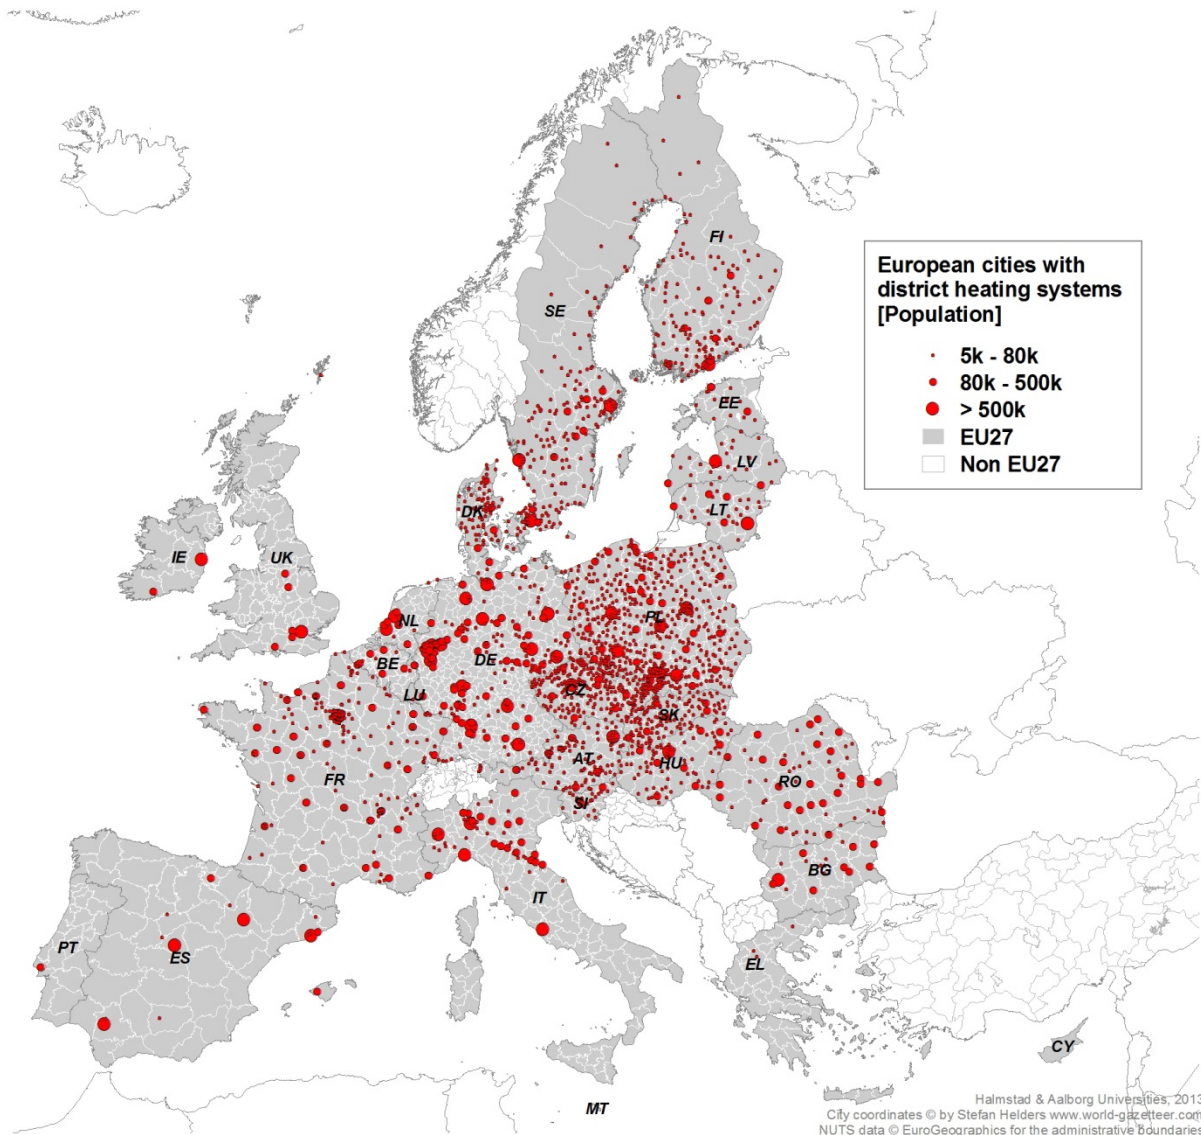 FI
SE
European cities with
district heating systems
[Population]
5k - 80k
80k - 500k
> 500k
EU27
Non EU27
EE
LV
LT
DK
IE
UK
NL
PL
BE
DE
LU
CZ
SK
AT
HU
FR
SI
RO
BG
IT
PT
ES
EL
CY
MT
Halmstad & Aalborg Universities, 2013
City coordinates © by Stefan Helders www.world-gazetteer.com
NUTS data © EuroGeographics for the administrative boundaries